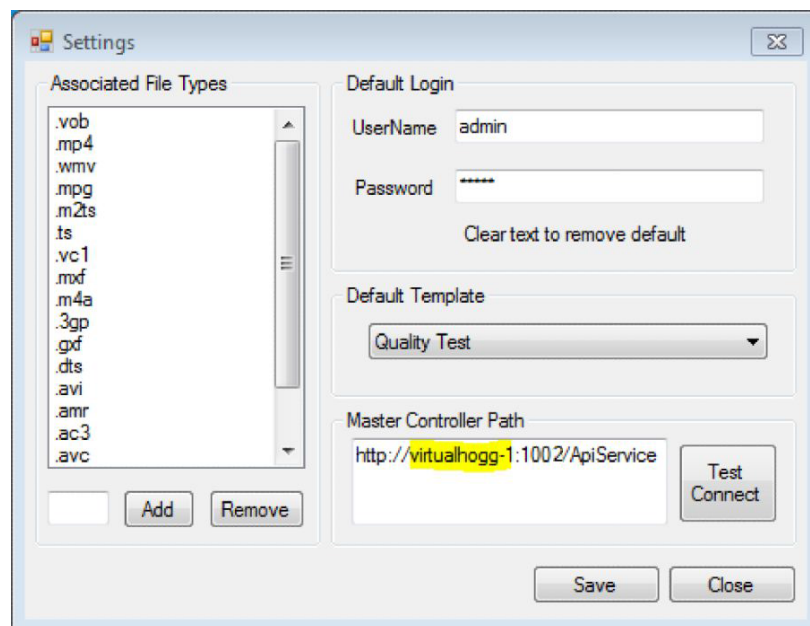 Settings
Associated File Types
.vob
.mp4
.wmv
.mpg
.m2ts
.ts
.vc1
.mxf
.m4a
.3gp
.gxf
.dts
.avi
.amr
.ac3
.avc
Add
Remove
Default Login
UserName
admin
Password
*****
Clear text to remove default
Default Template
Quality Test
Master Controller Path
http://virtualhogg-1:1002/ApiService
Test
Connect
Save
Close